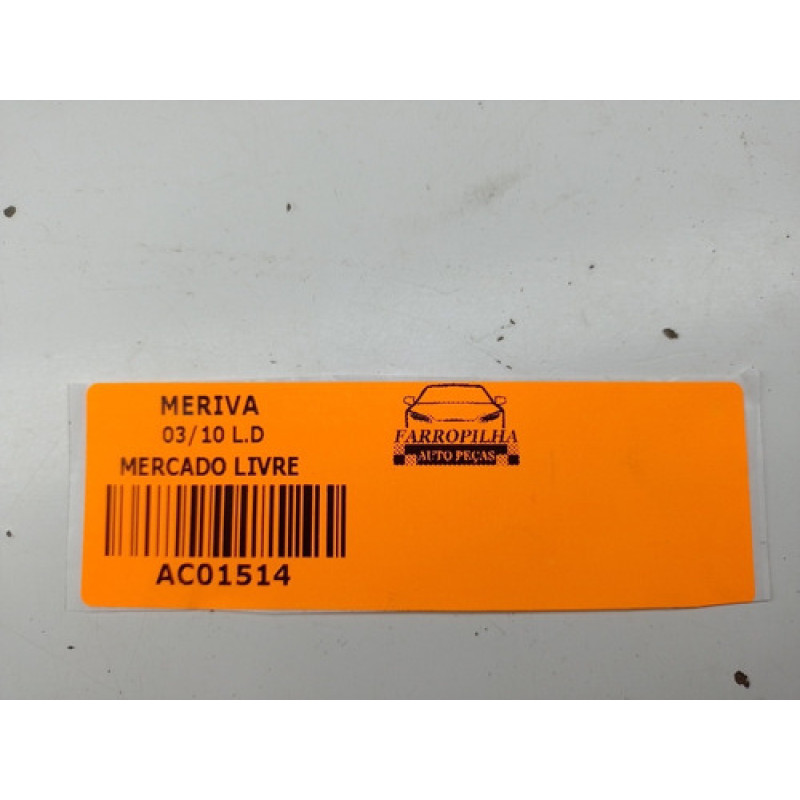 MERIVA
03/10 L.D
MERCADO LIVRE
AC01514
FARROPILHA
AUTO PEÇAS